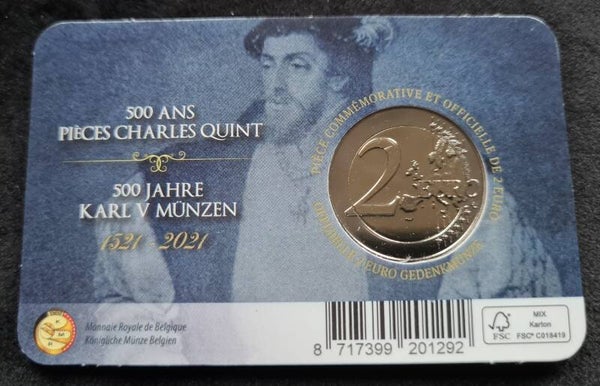 500 ANS
PIÈCES CHARLES QUINT
500 JAHRE
KARL V MÜNZEN
1521 - 2021
PIÈCE COMMÉMORATIVE ET OFFICIELLE DE 2 EURO
OFFIZIELLE 2 EURO GEDENKMÜNZE
2 EURO
Monnaie Royale de Belgique
Königliche Münze Belgien
8 717399 201292
FSC
MIX
Karton
FSC® C018419